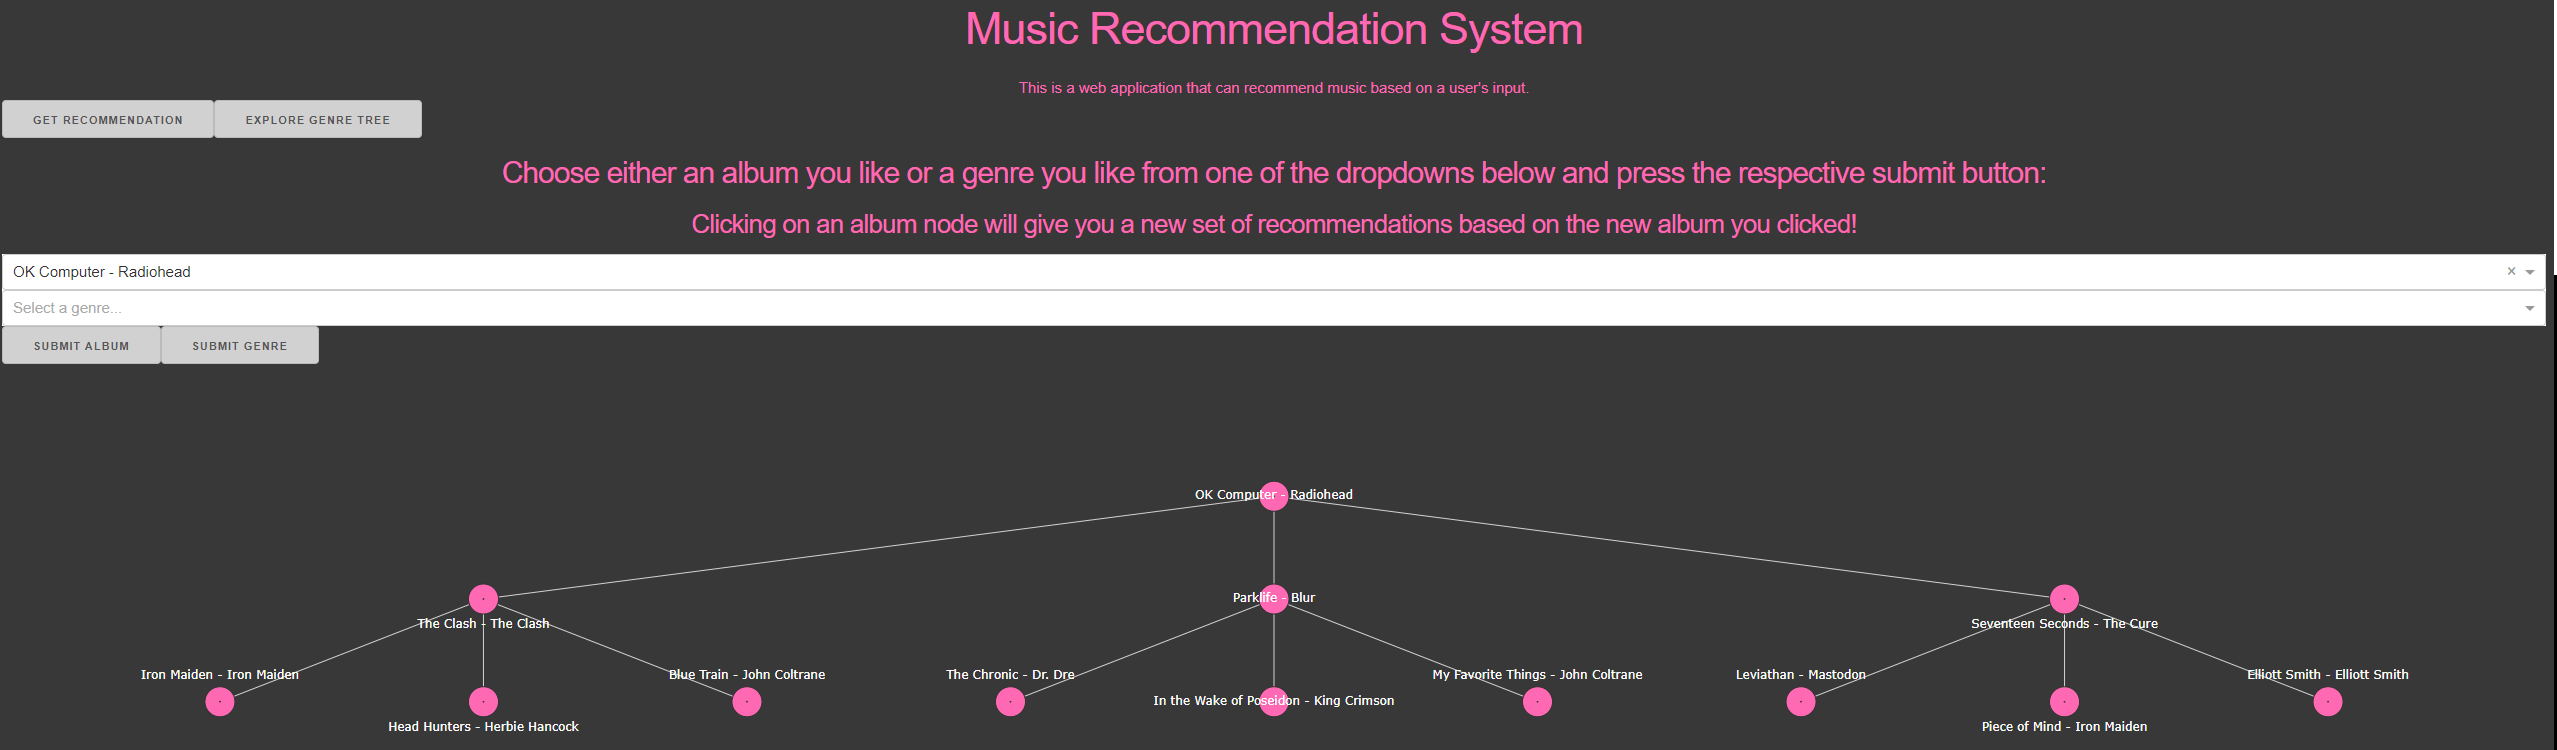 Music Recommendation System
This is a web application that can recommend music based on a user's input.
GET RECOMMENDATION EXPLORE GENRE TREE
Choose either an album you like or a genre you like from one of the dropdowns below and press the respective submit button:
Clicking on an album node will give you a new set of recommendations based on the new album you clicked!
OK Computer - Radiohead ×
Select a genre...
SUBMIT ALBUM SUBMIT GENRE
OK Computer - Radiohead
Parklife - Blur
The Clash - The Clash Seventeen Seconds - The Cure
Iron Maiden - Iron Maiden Blue Train - John Coltrane The Chronic - Dr. Dre My Favorite Things - John Coltrane Leviathan - Mastodon Elliott Smith - Elliott Smith
In the Wake of Poseidon - King Crimson
Head Hunters - Herbie Hancock Piece of Mind - Iron Maiden